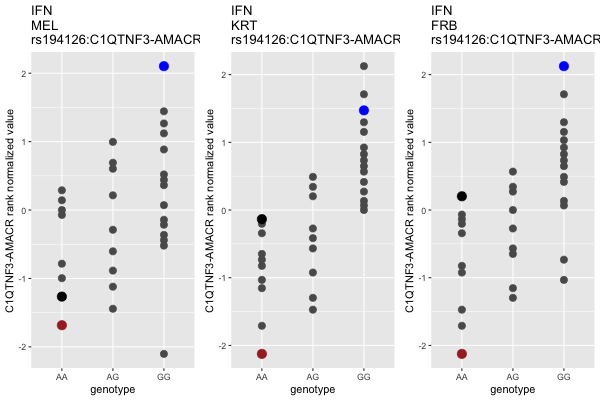 IFN
MEL
rs194126:C1QTNF3-AMACR
C1QTNF3-AMACR rank normalized value
2
1
0
-1
-2
AA AG GG
genotype
IFN
KRT
rs194126:C1QTNF3-AMACR
C1QTNF3-AMACR rank normalized value
2
1
0
-1
-2
AA AG GG
genotype
IFN
FRB
rs194126:C1QTNF3-AMACR
C1QTNF3-AMACR rank normalized value
2
1
0
-1
-2
AA AG GG
genotype